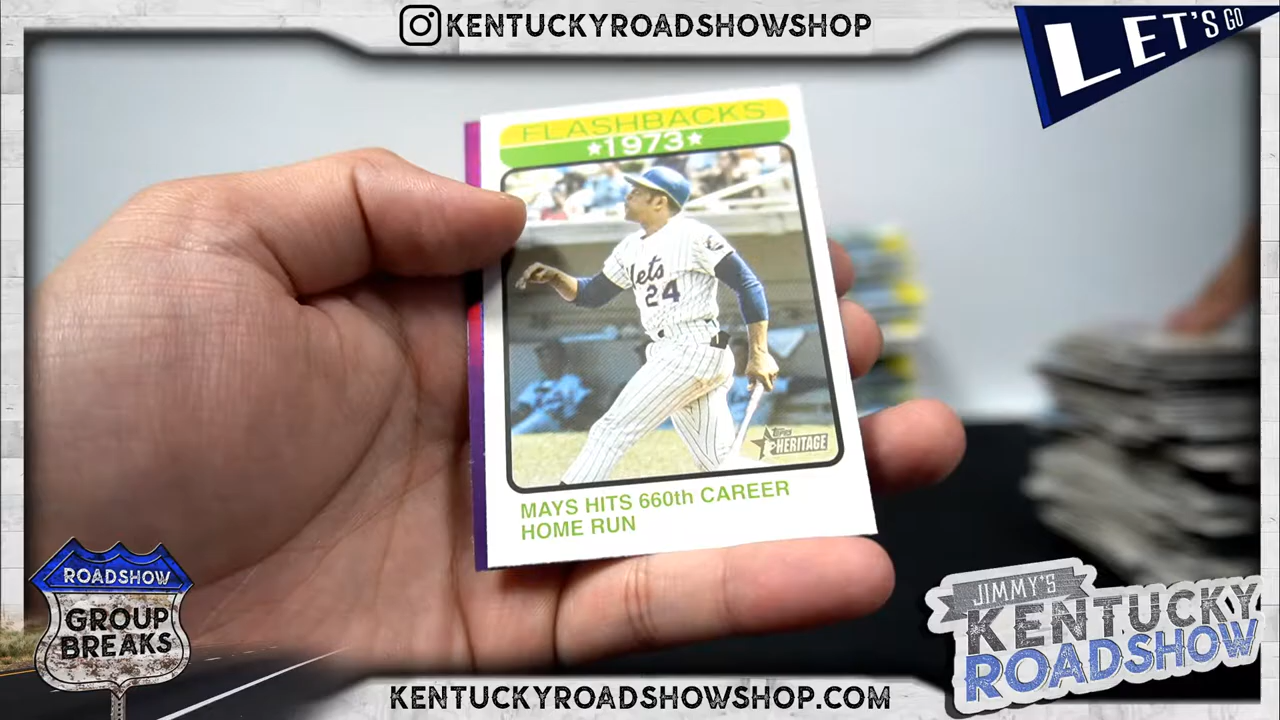 KENTUCKYROADSHOWSHOP
LET'S GO
FLASHBACKS
★1973★
Mets
24
Topps
HERITAGE
MAYS HITS 660th CAREER
HOME RUN
ROADSHOW
GROUP
BREAKS
JIMMY'S
KENTUCKY
ROADSHOW
KENTUCKYROADSHOWSHOP.COM